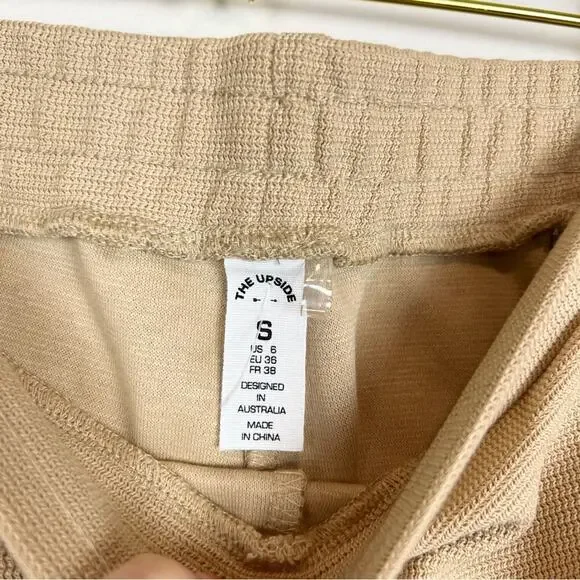 THE UPSIDE
S
US 6
EU 36
FR 38
DESIGNED
IN
AUSTRALIA
MADE
IN CHINA